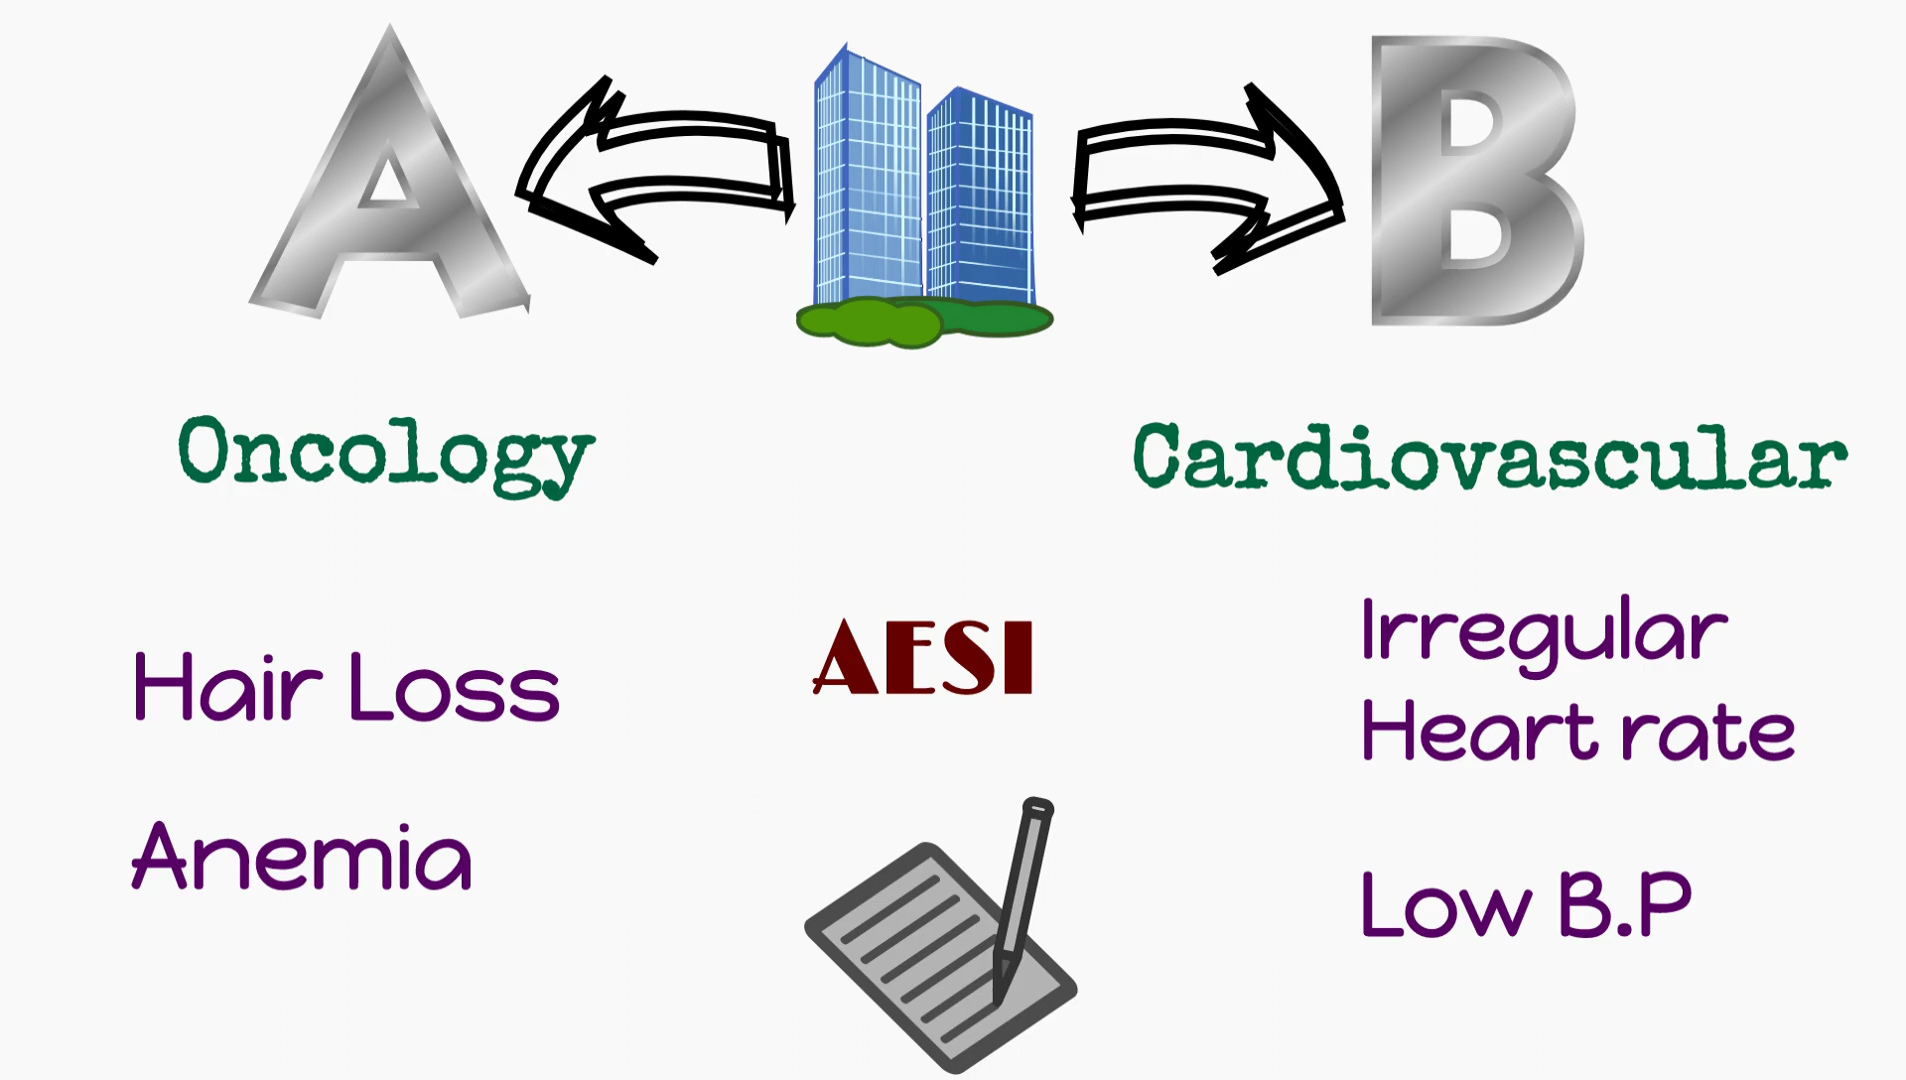 A
B
Oncology
Cardiovascular
Hair Loss
Anemia
AESI
Irregular
Heart rate
Low B.P